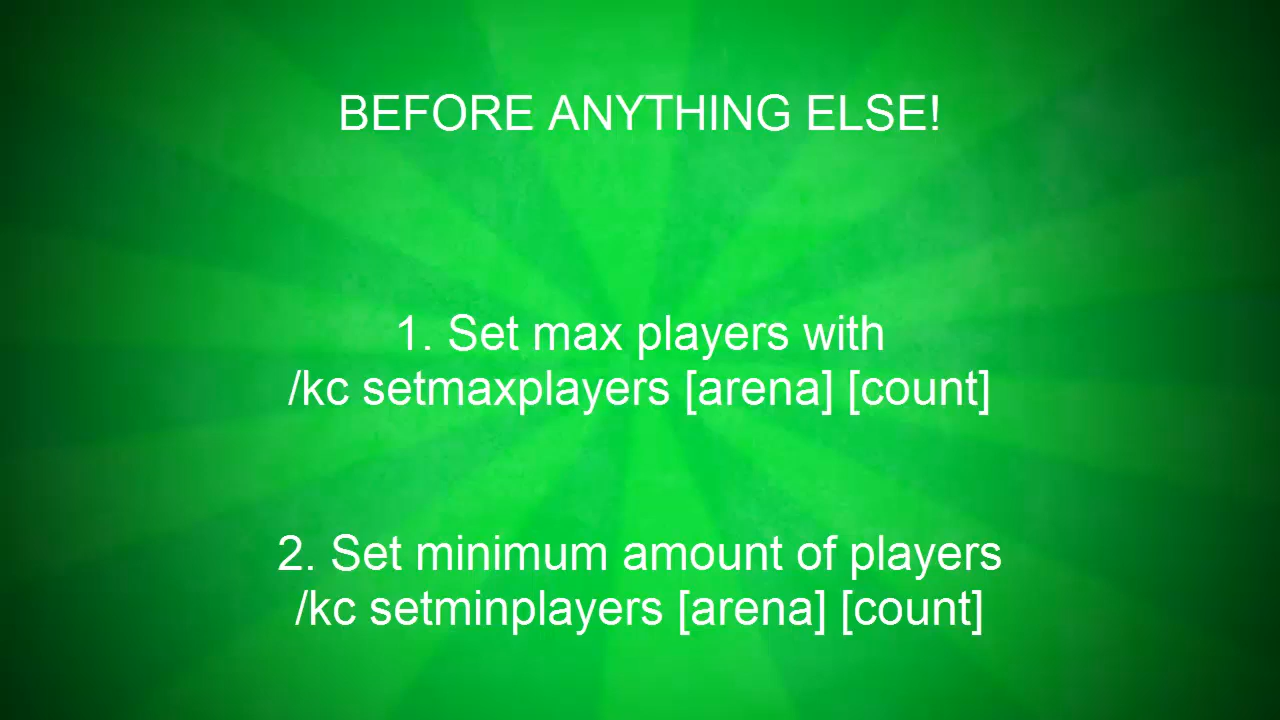 BEFORE ANYTHING ELSE!
1. Set max players with
/kc setmaxplayers [arena] [count]
2. Set minimum amount of players
/kc setminplayers [arena] [count]